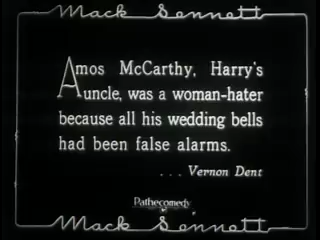 Mack Sennett
Amos McCarthy, Harry's
uncle, was a woman-hater
because all his wedding bells
had been false alarms.
. . . Vernon Dent
Pathecomedy
Mack Sennett